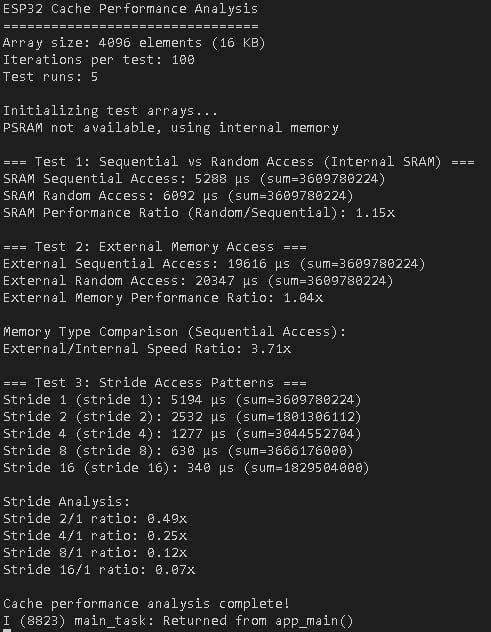 ESP32 Cache Performance Analysis
================================
Array size: 4096 elements (16 KB)
Iterations per test: 100
Test runs: 5
Initializing test arrays...
PSRAM not available, using internal memory
=== Test 1: Sequential vs Random Access (Internal SRAM) ===
SRAM Sequential Access: 5288 μs (sum=3609780224)
SRAM Random Access: 6092 μs (sum=3609780224)
SRAM Performance Ratio (Random/Sequential): 1.15x
=== Test 2: External Memory Access ===
External Sequential Access: 19616 μs (sum=3609780224)
External Random Access: 20347 μs (sum=3609780224)
External Memory Performance Ratio: 1.04x
Memory Type Comparison (Sequential Access):
External/Internal Speed Ratio: 3.71x
=== Test 3: Stride Access Patterns ===
Stride 1 (stride 1): 5194 μs (sum=3609780224)
Stride 2 (stride 2): 2532 μs (sum=1801306112)
Stride 4 (stride 4): 1277 μs (sum=3044552704)
Stride 8 (stride 8): 630 μs (sum=3666176000)
Stride 16 (stride 16): 340 μs (sum=1829504000)
Stride Analysis:
Stride 2/1 ratio: 0.49x
Stride 4/1 ratio: 0.25x
Stride 8/1 ratio: 0.12x
Stride 16/1 ratio: 0.07x
Cache performance analysis complete!
I (8823) main_task: Returned from app_main()